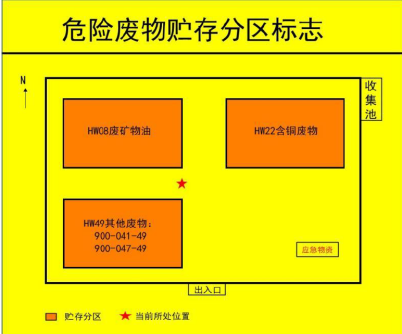 危险废物贮存分区标志
N
收集池
HW08废矿物油
HW22含铜废物
HW49其他废物：
900-041-49
900-047-49
应急物资
出入口
贮存分区
当前所处位置